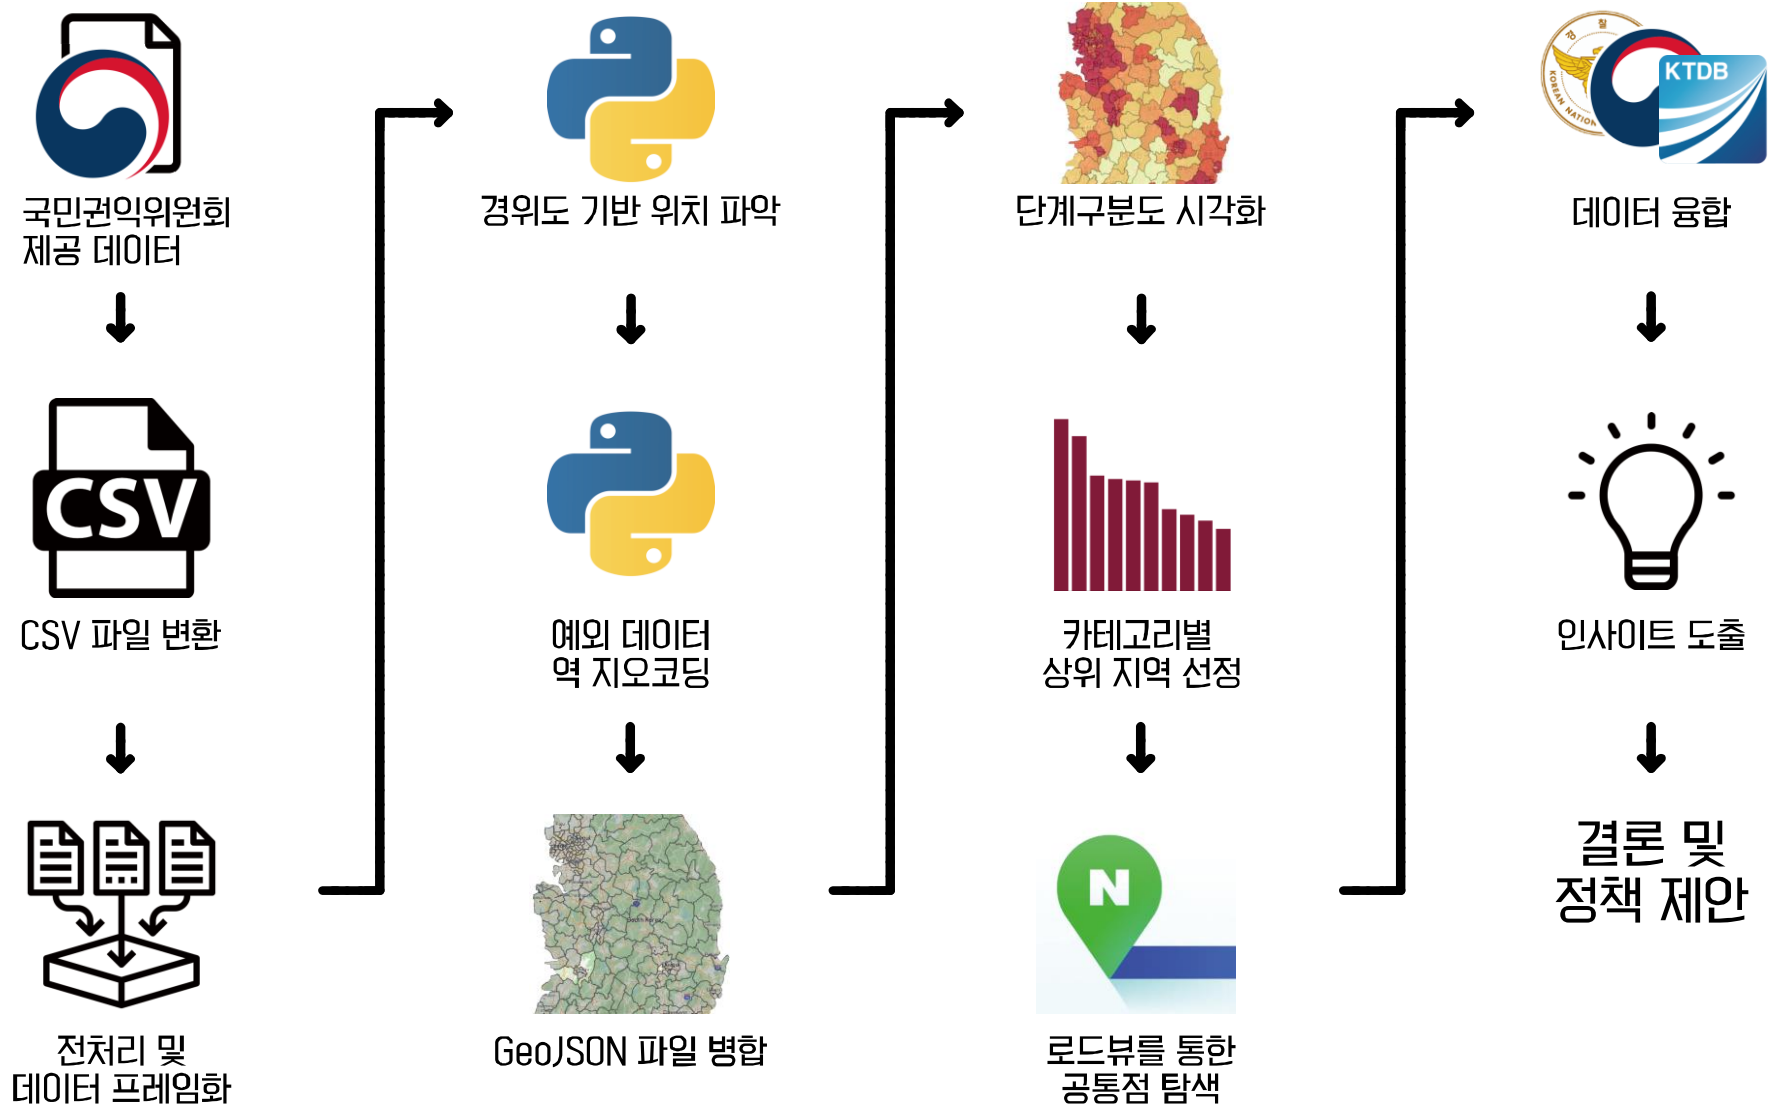 국민권익위원회
제공 데이터
CSV
CSV 파일 변환
전처리 및
데이터 프레임화
경위도 기반 위치 파악
예외 데이터
역 지오코딩
GeoJSON 파일 병합
단계구분도 시각화
카테고리별
상위 지역 선정
N
로드뷰를 통한
공통점 탐색
경찰
KOREAN NATION
KTDB
데이터 융합
인사이트 도출
결론 및
정책 제안